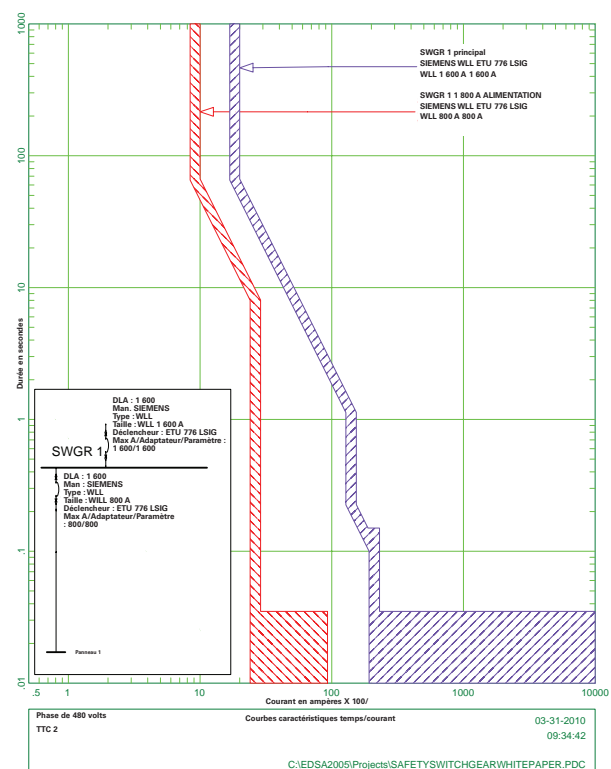 1000
SWGR 1 principal
SIEMENS WLL ETU 776 LSIG
WLL 1 600 A 1 600 A
SWGR 1 1 800 A ALIMENTATION
SIEMENS WLL ETU 776 LSIG
WLL 800 A 800 A
100
10
Durée en secondes
1
.1
.01
DLA : 1 600
Man. SIEMENS
Type : WLL
Taille : WLL 1 600 A
Déclencheur : ETU 776 LSIG
Max A/Adaptateur/Paramètre :
1 600/1 600
SWGR 1
DLA : 1 600
Man : SIEMENS
Type : WLL
Taille : WILL 800 A
Déclencheur : ETU 776 LSIG
Max A/Adaptateur/Paramètre
: 800/800
Panneau 1
.5 1 10 100 1000 10000
Courant en ampères X 100/
Phase de 480 volts
TTC 2
Courbes caractéristiques temps/courant
03-31-2010
09:34:42
C:\EDSA2005\Projects\SAFETYSWITCHGEARWHITEPAPER.PDC